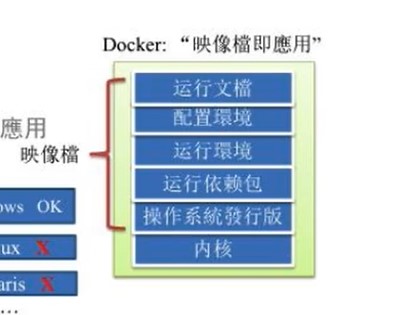 Docker: “映像檔即應用”
运行文檔
配置環境
运行環境
运行依赖包
操作系統發行版
内核
應用
映像檔
ows OK
ux X
aris X
...